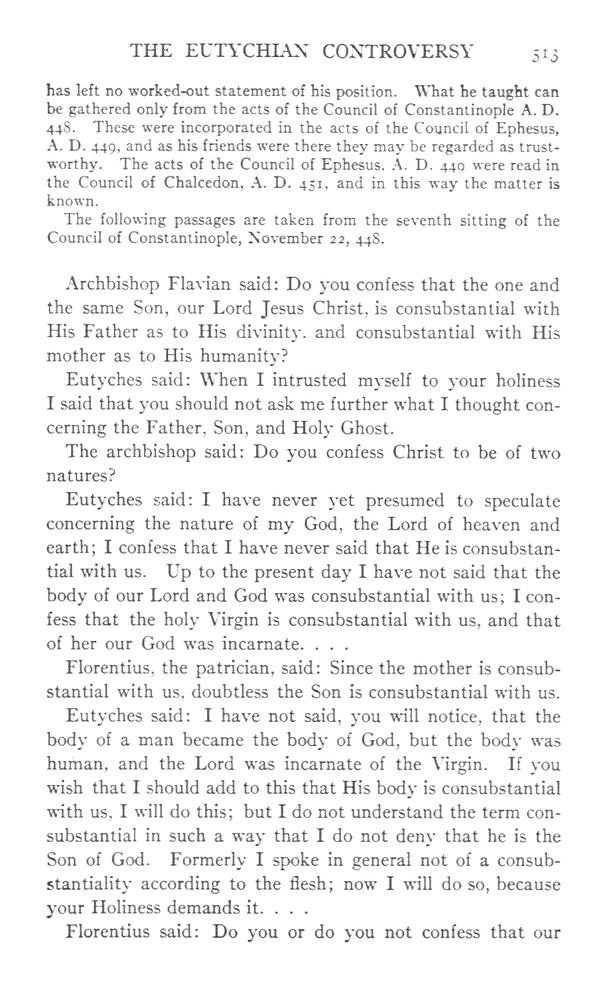 THE EUTYCHIAN CONTROVERSY 513
has left no worked-out statement of his position. What he taught can
be gathered only from the acts of the Council of Constantinople A. D.
448. These were incorporated in the acts of the Council of Ephesus,
A. D. 449, and as his friends were there they may be regarded as trust-
worthy. The acts of the Council of Ephesus, A. D. 449 were read in
the Council of Chalcedon, A. D. 451, and in this way the matter is
known.
The following passages are taken from the seventh sitting of the
Council of Constantinople, November 22, 448.
Archbishop Flavian said: Do you confess that the one and
the same Son, our Lord Jesus Christ, is consubstantial with
His Father as to His divinity. and consubstantial with His
mother as to His humanity?
Eutyches said: When I intrusted myself to your holiness
I said that you should not ask me further what I thought con-
cerning the Father, Son, and Holy Ghost.
The archbishop said: Do you confess Christ to be of two
natures?
Eutyches said: I have never yet presumed to speculate
concerning the nature of my God, the Lord of heaven and
earth; I confess that I have never said that He is consubstan-
tial with us. Up to the present day I have not said that the
body of our Lord and God was consubstantial with us; I con-
fess that the holy Virgin is consubstantial with us, and that
of her our God was incarnate. . . .
Florentius, the patrician, said: Since the mother is consub-
stantial with us, doubtless the Son is consubstantial with us.
Eutyches said: I have not said, you will notice, that the
body of a man became the body of God, but the body was
human, and the Lord was incarnate of the Virgin. If you
wish that I should add to this that His body is consubstantial
with us, I will do this; but I do not understand the term con-
substantial in such a way that I do not deny that he is the
Son of God. Formerly I spoke in general not of a consub-
stantiality according to the flesh; now I will do so, because
your Holiness demands it. . . .
Florentius said: Do you or do you not confess that our